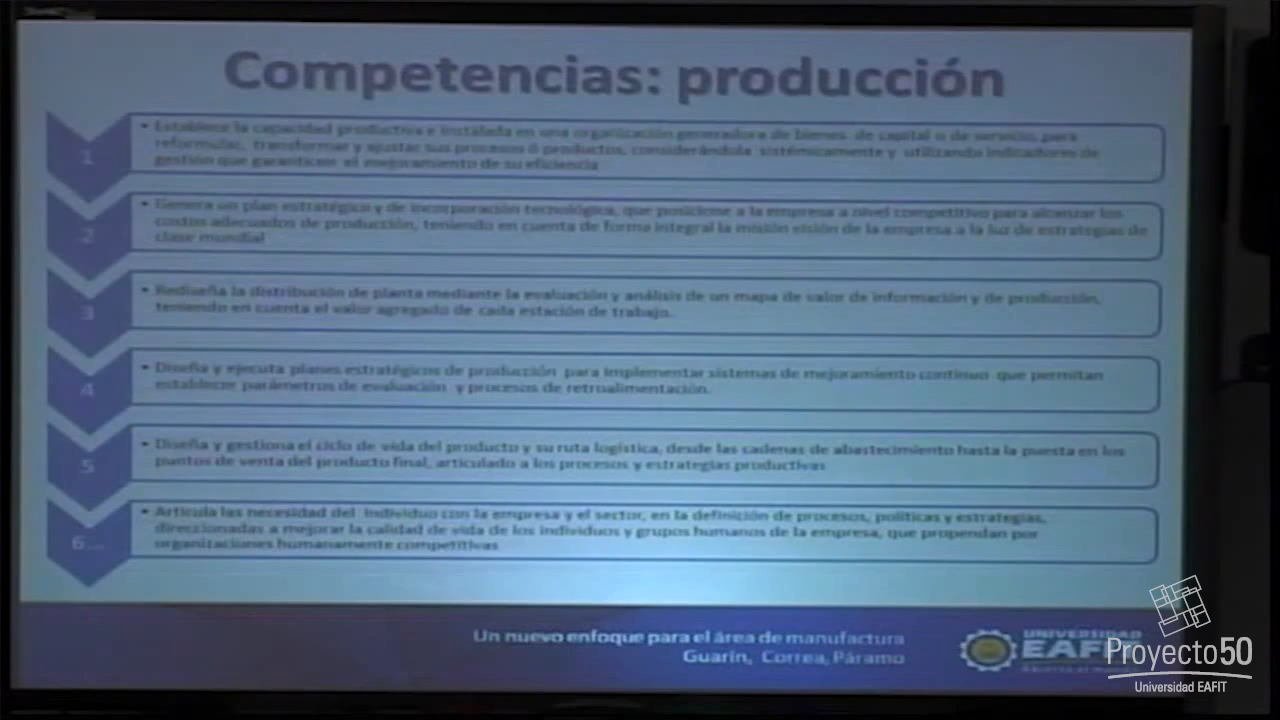 Competencias: producción
1
• Establece la capacidad productiva e instalada en una organización generadora de bienes de capital o de servicio, para
reformular, transformar y ajustar sus procesos ó productos, considerándola sistémicamente y utilizando indicadores de
gestión que garanticen el mejoramiento de su eficiencia
2
• Genera un plan estratégico y de incorporación tecnológica, que posicione a la empresa a nivel competitivo para alcanzar los
costos adecuados de producción, teniendo en cuenta de forma integral la misión visión de la empresa a la luz de estrategias de
clase mundial
3
• Rediseña la distribución de planta mediante la evaluación y análisis de un mapa de valor de información y de producción,
teniendo en cuenta el valor agregado de cada estación de trabajo.
4
• Diseña y ejecuta planes estratégicos de producción para implementar sistemas de mejoramiento continuo que permitan
establecer parámetros de evaluación y procesos de retroalimentación.
5
• Diseña y gestiona el ciclo de vida del producto y su ruta logística, desde las cadenas de abastecimiento hasta la puesta en los
puntos de venta del producto final, articulado a los procesos y estrategias productivas
6...
• Articula las necesidad del individuo con la empresa y el sector, en la definición de procesos, políticas y estrategias,
direccionadas a mejorar la calidad de vida de los individuos y grupos humanos de la empresa, que propendan por
organizaciones humanamente competitivas
Un nuevo enfoque para el área de manufactura
Guarín, Correa, Páramo
UNIVERSIDAD
EAFIT
Proyecto50
Universidad EAFIT